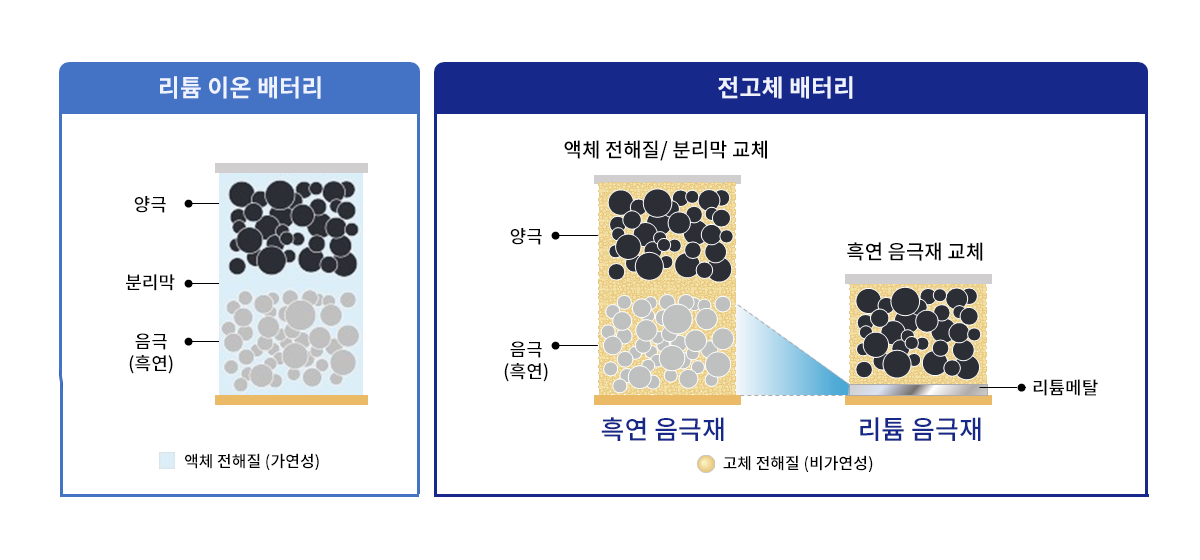 리튬 이온 배터리
양극
분리막
음극
(흑연)
액체 전해질 (가연성)
전고체 배터리
액체 전해질/ 분리막 교체
양극
음극
(흑연)
흑연 음극재
흑연 음극재 교체
리튬메탈
리튬 음극재
고체 전해질 (비가연성)